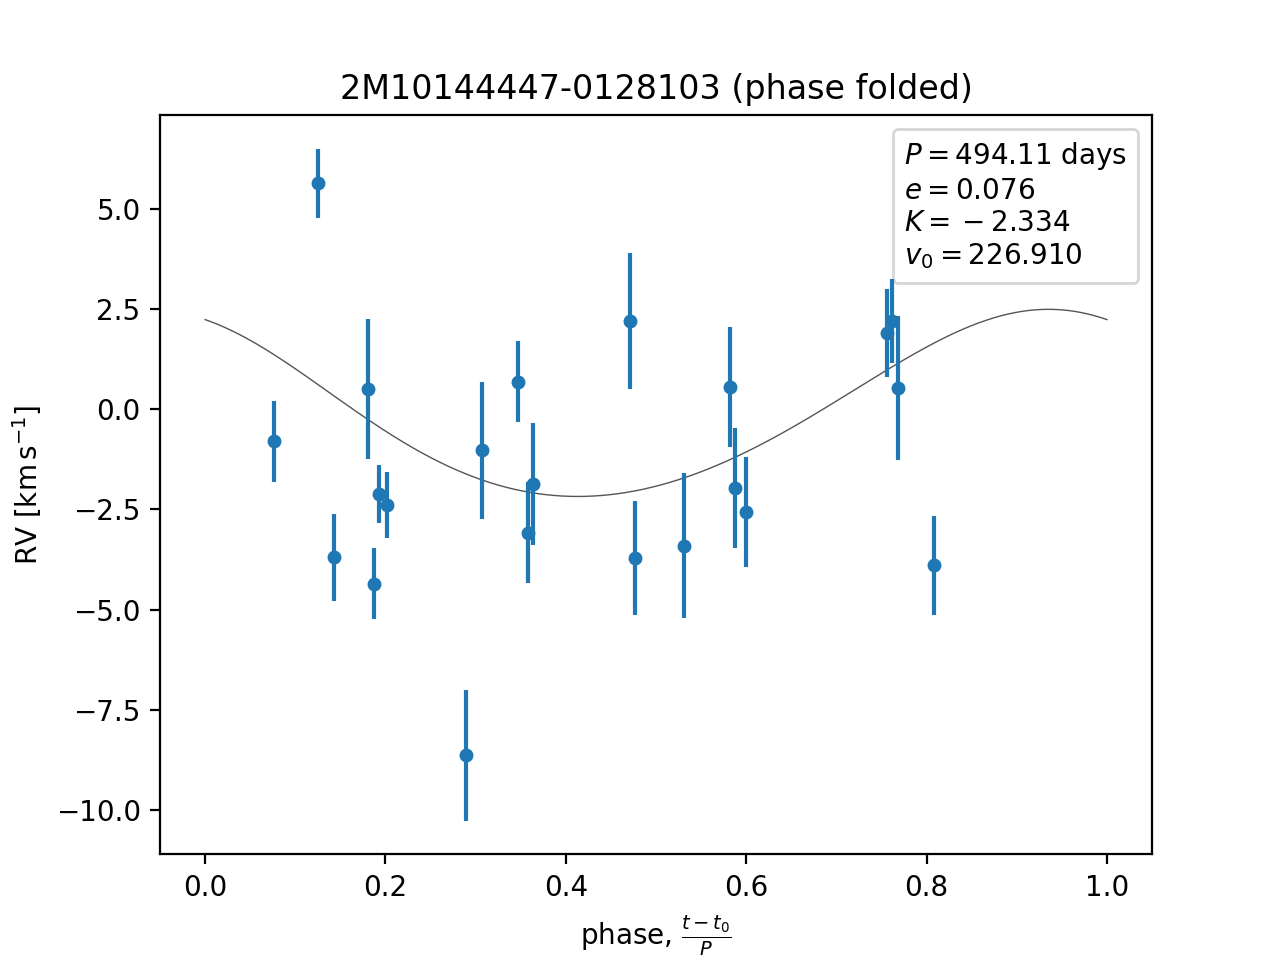 2M10144447-0128103 (phase folded)
P = 494.11 days
e = 0.076
K = −2.334
v₀ = 226.910
5.0
2.5
0.0
−2.5
−5.0
−7.5
−10.0
RV [km s⁻¹]
0.0 0.2 0.4 0.6 0.8 1.0
phase, (t − t₀)/P